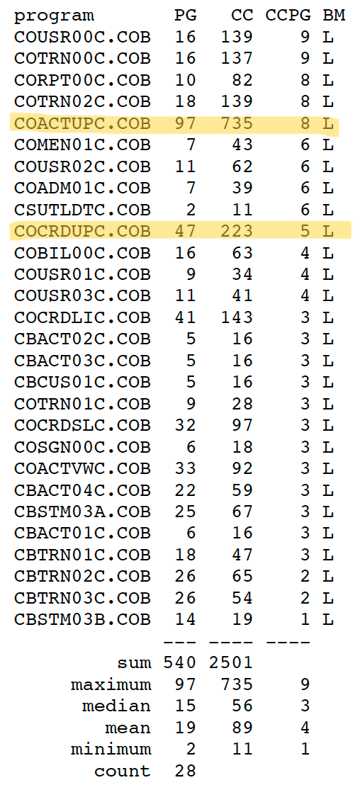 program PG CC CCPG BM
COUSR00C.COB 16 139 9 L
COTRN00C.COB 16 137 9 L
CORPT00C.COB 10 82 8 L
COTRN02C.COB 18 139 8 L
COACTUPC.COB 97 735 8 L
COMEN01C.COB 7 43 6 L
COUSR02C.COB 11 62 6 L
COADM01C.COB 7 39 6 L
CSUTLDTC.COB 2 11 6 L
COCRDUPC.COB 47 223 5 L
COBIL00C.COB 16 63 4 L
COUSR01C.COB 9 34 4 L
COUSR03C.COB 11 41 4 L
COCRDLIC.COB 41 143 3 L
CBACT02C.COB 5 16 3 L
CBACT03C.COB 5 16 3 L
CBCUS01C.COB 5 16 3 L
COTRN01C.COB 9 28 3 L
COCRDSLC.COB 32 97 3 L
COSGN00C.COB 6 18 3 L
COACTVWC.COB 33 92 3 L
CBACT04C.COB 22 59 3 L
CBSTM03A.COB 25 67 3 L
CBACT01C.COB 6 16 3 L
CBTRN01C.COB 18 47 3 L
CBTRN02C.COB 26 65 2 L
CBTRN03C.COB 26 54 2 L
CBSTM03B.COB 14 19 1 L
--- ---- ----
sum 540 2501
maximum 97 735 9
median 15 56 3
mean 19 89 4
minimum 2 11 1
count 28